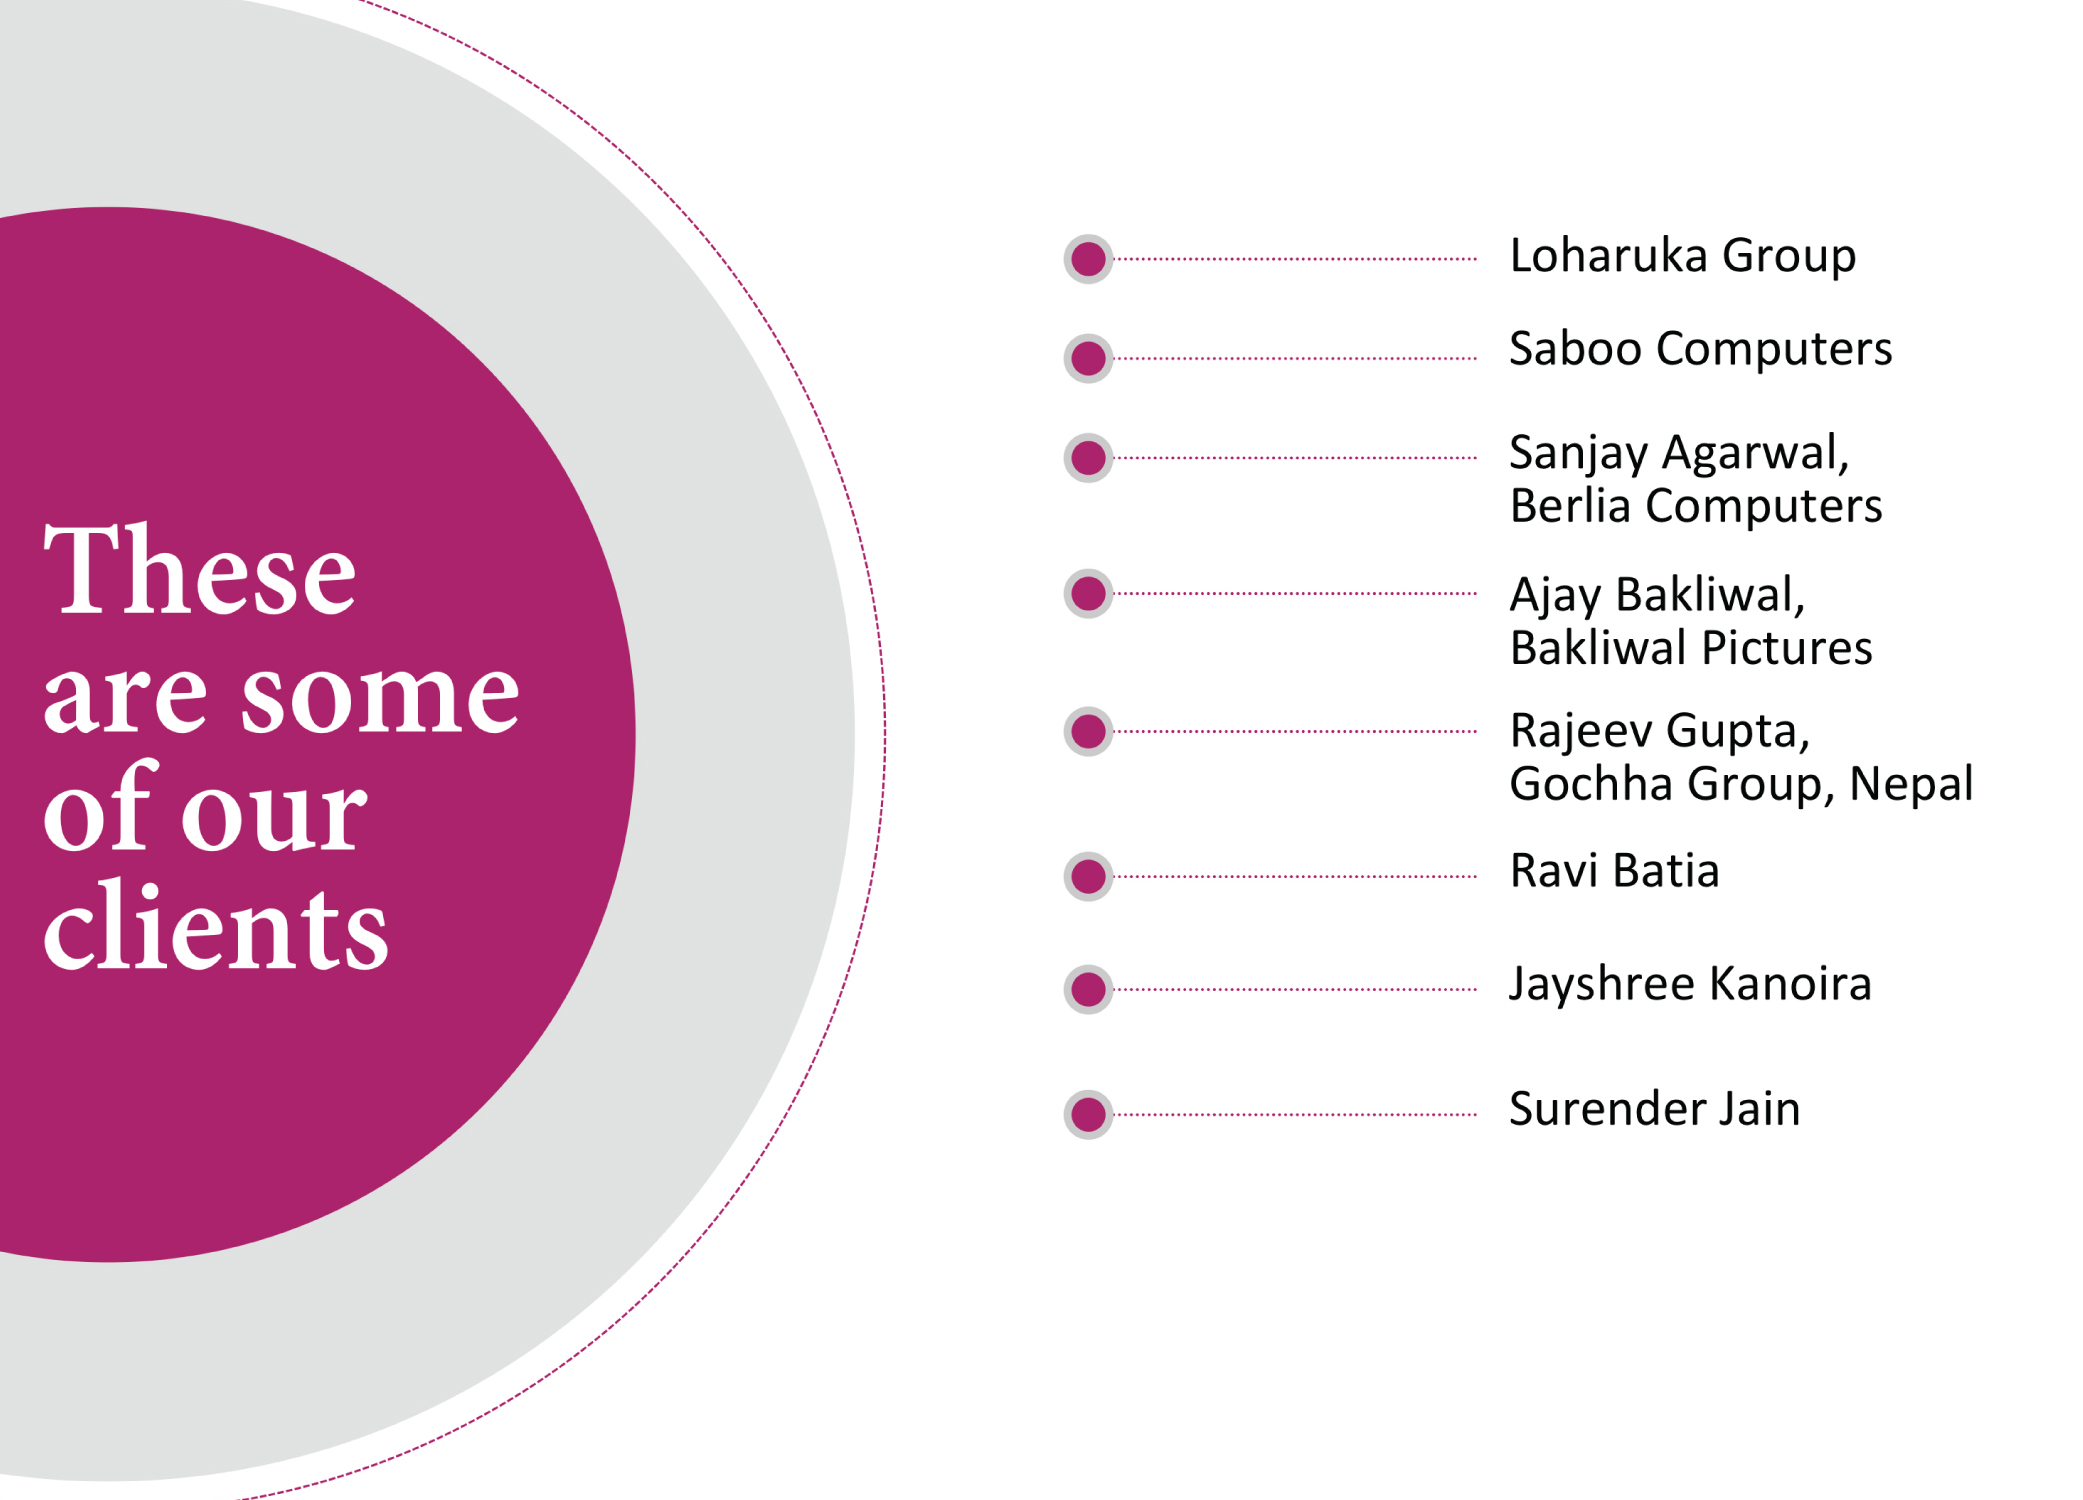 These
are some
of our
clients
Loharuka Group
Saboo Computers
Sanjay Agarwal,
Berlia Computers
Ajay Bakliwal,
Bakliwal Pictures
Rajeev Gupta,
Gochha Group, Nepal
Ravi Batia
Jayshree Kanoira
Surender Jain